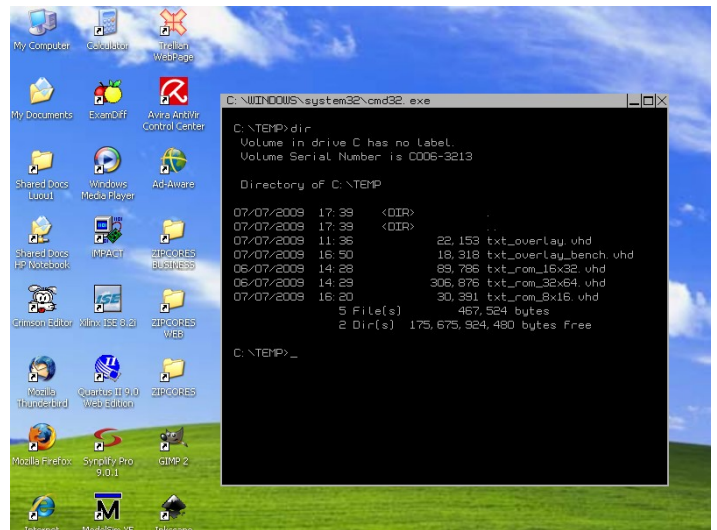 My Computer
Calculator
Trellian
WebPage
My Documents
ExamDiff
Avira AntiVir
Control Center
Shared Docs
Luou1
Windows
Media Player
Ad-Aware
Shared Docs
HP Notebook
iMPACT
ZIPCORES
BUSINESS
Crimson Editor
Xilinx ISE 8.2i
ZIPCORES
WEB
Mozilla
Thunderbird
Quartus II 9.0
Web Edition
ZIPCORES
Mozilla Firefox
Synplify Pro
9.0.1
GIMP 2
Internet
ModelSim XE
Inkscape
C:\WINDOWS\system32\cmd32.exe
C:\TEMP>dir
Volume in drive C has no label.
Volume Serial Number is C006-3213
Directory of C:\TEMP
07/07/2009 17:39 <DIR> .
07/07/2009 17:39 <DIR> ..
07/07/2009 11:36 22,153 txt_overlay.vhd
07/07/2009 16:50 18,318 txt_overlay_bench.vhd
06/07/2009 14:28 89,786 txt_rom_16x32.vhd
06/07/2009 14:29 306,876 txt_rom_32x64.vhd
07/07/2009 16:20 30,391 txt_rom_8x16.vhd
5 File(s) 467,524 bytes
2 Dir(s) 175,675,924,480 bytes free
C:\TEMP>_